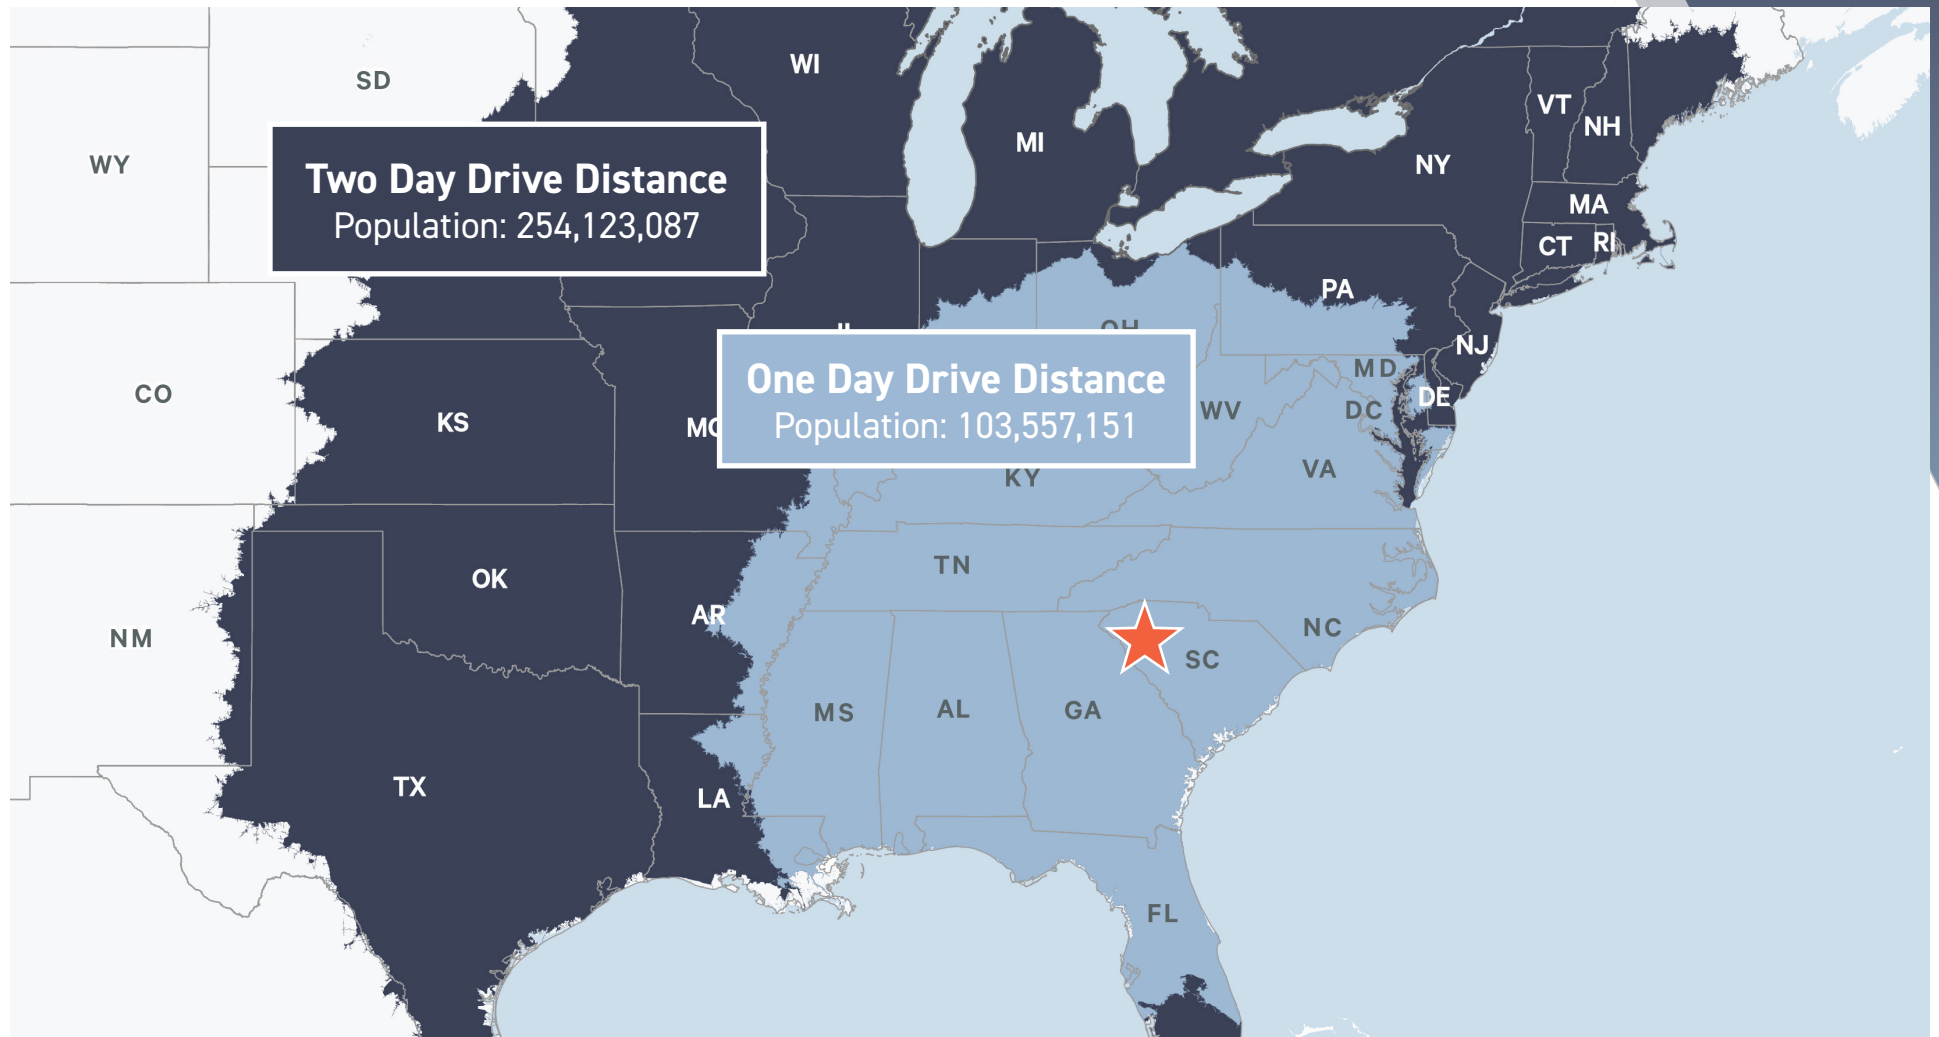 WI
SD
VT
NH
MI
WY
NY
Two Day Drive Distance
Population: 254,123,087
MA
CT
RI
PA
OH
NJ
MD
One Day Drive Distance
Population: 103,557,151
CO
DE
WV
DC
KS
VA
KY
TN
OK
AR
NC
NM
SC
MS
AL
GA
TX
LA
FL